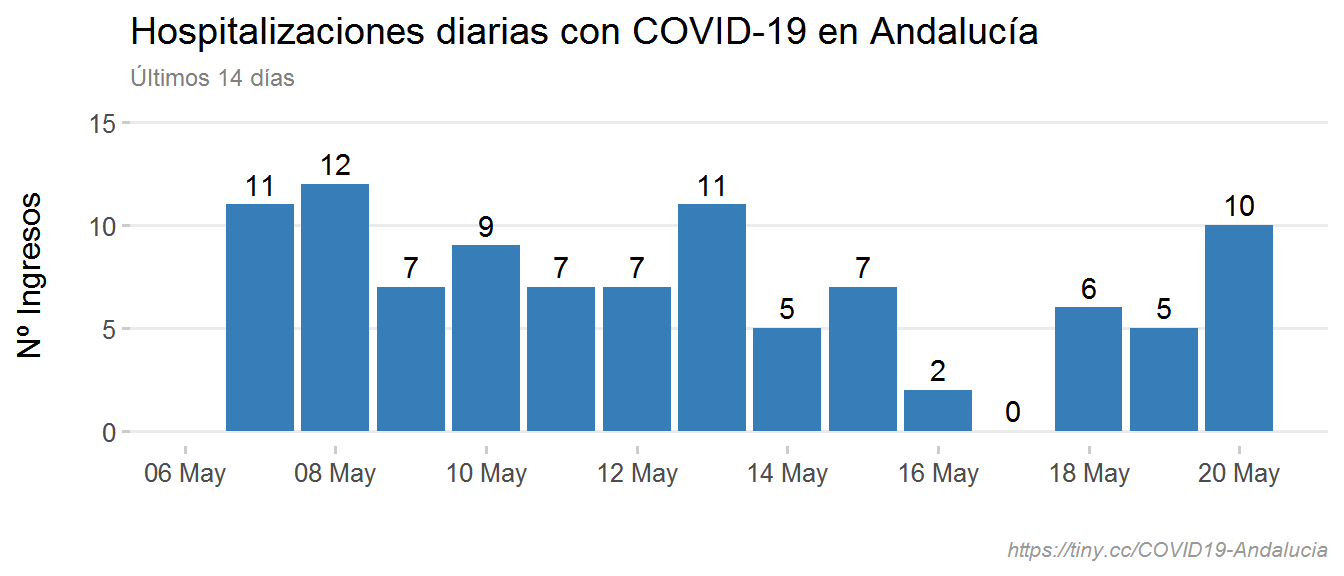 Hospitalizaciones diarias con COVID-19 en Andalucía
Últimos 14 días
Nº Ingresos
15
10
5
0
11
12
7
9
7
7
11
5
7
2
0
6
5
10
06 May
08 May
10 May
12 May
14 May
16 May
18 May
20 May
https://tiny.cc/COVID19-Andalucia